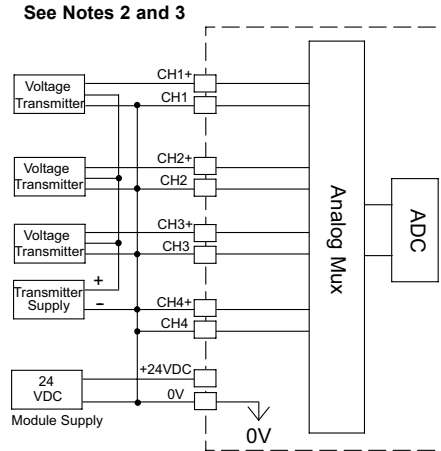 See Notes 2 and 3
Voltage
Transmitter
CH1+
CH1
Voltage
Transmitter
CH2+
CH2
Voltage
Transmitter
CH3+
CH3
Transmitter
Supply
+
–
CH4+
CH4
24
VDC
+24VDC
0V
Module Supply
0V
Analog Mux
ADC